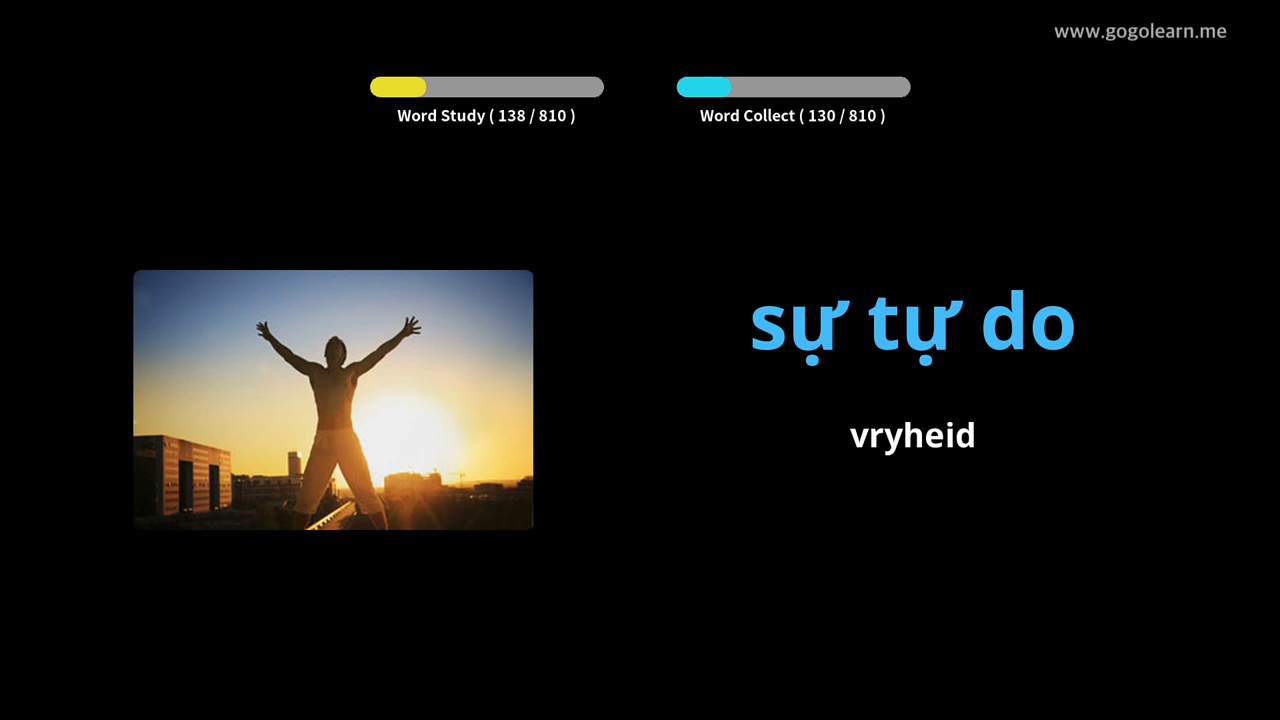 www.gogolearn.me
Word Study ( 138 / 810 )
Word Collect ( 130 / 810 )
sự tự do
vryheid